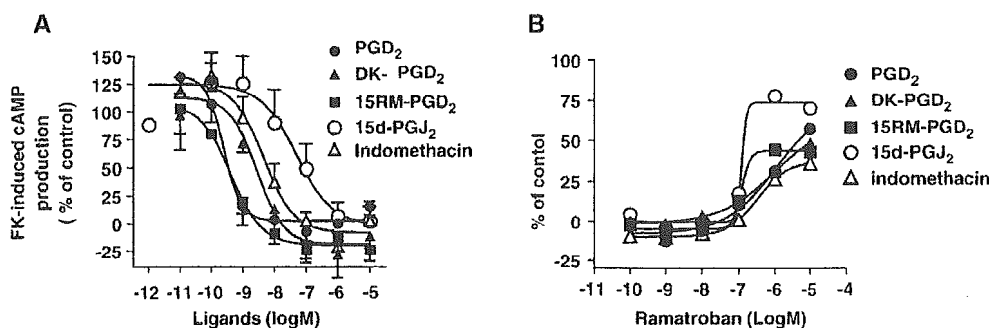 A
FK-induced cAMP
production
( % of control)
150
125
100
75
50
25
0
-25
-12 -11 -10 -9 -8 -7 -6 -5
Ligands (logM)
PGD2
DK- PGD2
15RM-PGD2
15d-PGJ2
Indomethacin
B
% of contol
100
75
50
25
0
-25
-11 -10 -9 -8 -7 -6 -5 -4
Ramatroban (LogM)
PGD2
DK-PGD2
15RM-PGD2
15d-PGJ2
indomethacin